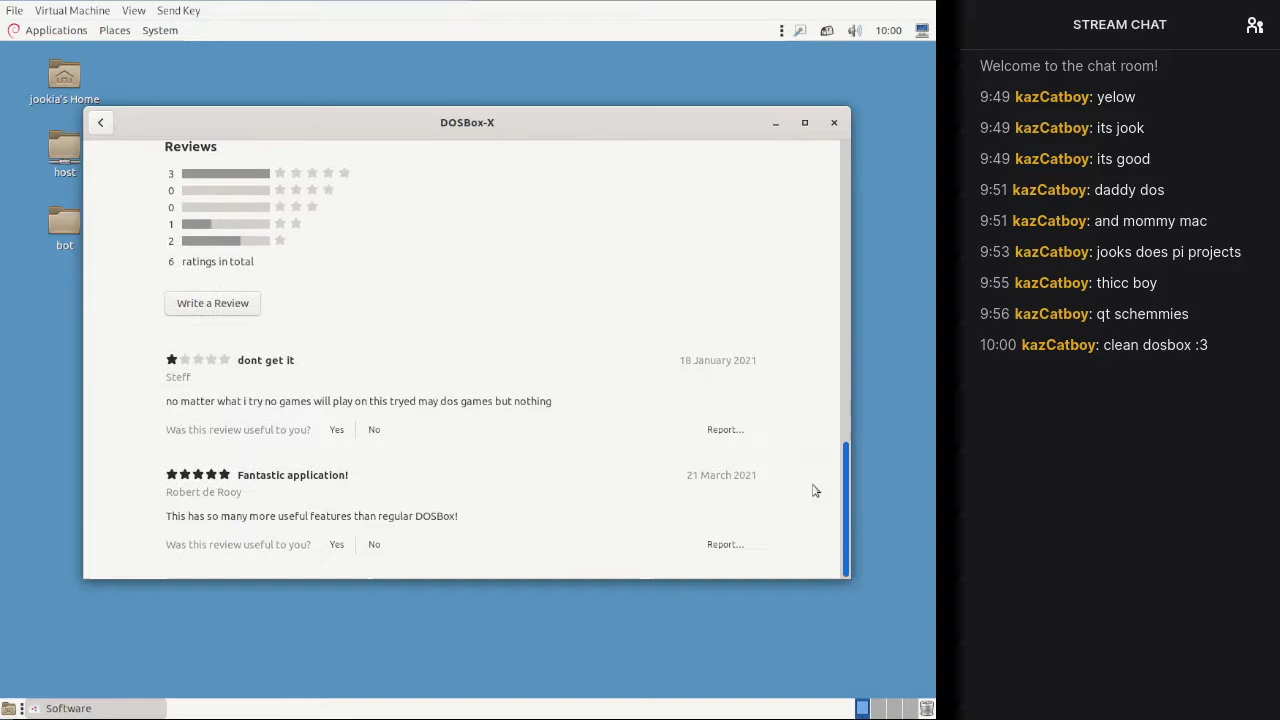 File Virtual Machine View Send Key
Applications Places System 10:00
jookia's Home
host
bot
DOSBox-X
Reviews
3
0
0
1
2
6 ratings in total
Write a Review
dont get it 18 January 2021
Steff
no matter what i try no games will play on this tryed may dos games but nothing
Was this review useful to you? Yes No Report...
Fantastic application! 21 March 2021
Robert de Rooy
This has so many more useful features than regular DOSBox!
Was this review useful to you? Yes No Report...
Software
STREAM CHAT
Welcome to the chat room!
9:49 kazCatboy: yelow
9:49 kazCatboy: its jook
9:49 kazCatboy: its good
9:51 kazCatboy: daddy dos
9:51 kazCatboy: and mommy mac
9:53 kazCatboy: jooks does pi projects
9:55 kazCatboy: thicc boy
9:56 kazCatboy: qt schemmies
10:00 kazCatboy: clean dosbox :3